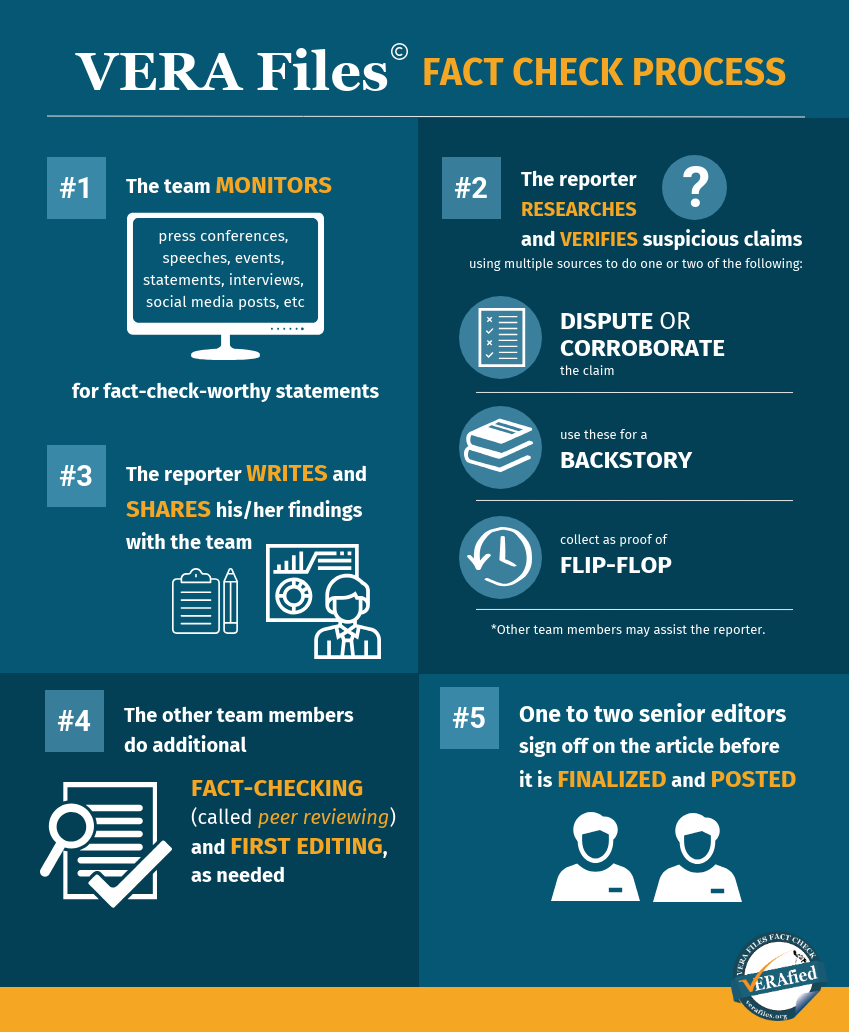 VERA Files© FACT CHECK PROCESS
#1
The team MONITORS
press conferences,
speeches, events,
statements, interviews,
social media posts, etc
for fact-check-worthy statements
#2
The reporter
?
RESEARCHES
and VERIFIES suspicious claims
using multiple sources to do one or two of the following:
DISPUTE OR
CORROBORATE
the claim
use these for a
BACKSTORY
collect as proof of
FLIP-FLOP
*Other team members may assist the reporter.
#3
The reporter WRITES and
SHARES his/her findings
with the team
#4
The other team members
do additional
FACT-CHECKING
(called peer reviewing)
and FIRST EDITING,
as needed
#5
One to two senior editors
sign off on the article before
it is FINALIZED and POSTED
VERA FILES FACT CHECK
VERAfied
verafiles.org